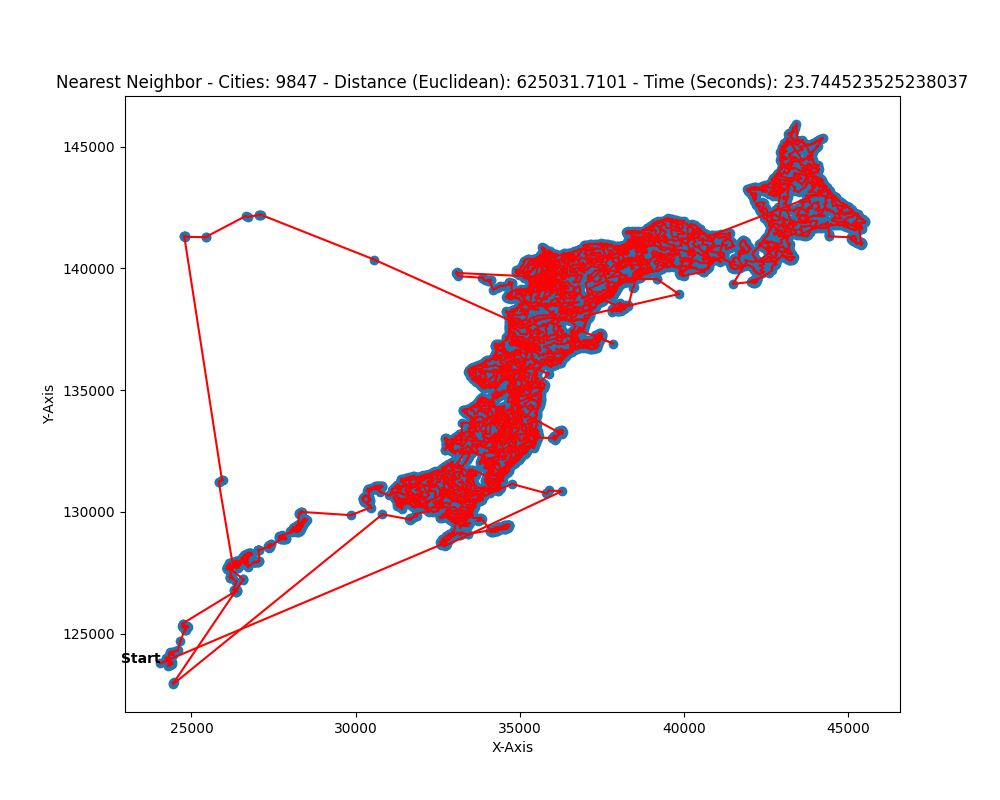 Nearest Neighbor - Cities: 9847 - Distance (Euclidean): 625031.7101 - Time (Seconds): 23.744523525238037
145000
140000
135000
130000
125000
Y-Axis
Start
25000 30000 35000 40000 45000
X-Axis